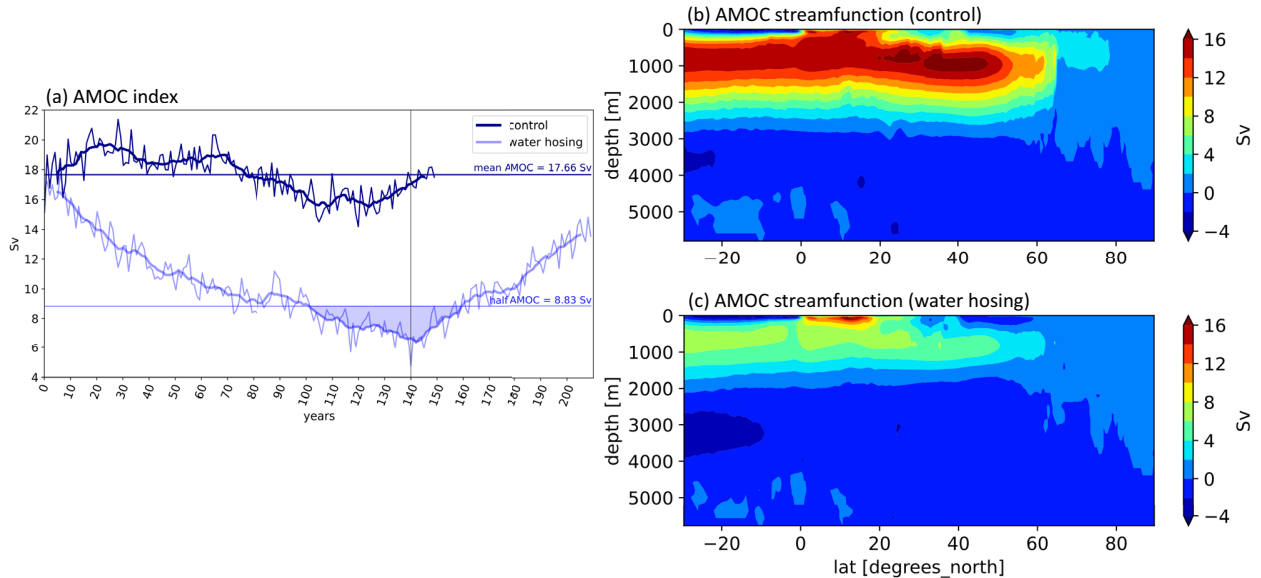 (a) AMOC index
22
20
18
16
14
12
10
8
6
4
Sv
control
water hosing
mean AMOC = 17.66 Sv
half AMOC = 8.83 Sv
0 10 20 30 40 50 60 70 80 90 100 110 120 130 140 150 160 170 180 190 200
years
(b) AMOC streamfunction (control)
0
1000
2000
3000
4000
5000
depth [m]
−20 0 20 40 60 80
16
12
8
4
0
−4
Sv
(c) AMOC streamfunction (water hosing)
0
1000
2000
3000
4000
5000
depth [m]
−20 0 20 40 60 80
lat [degrees_north]
16
12
8
4
0
−4
Sv